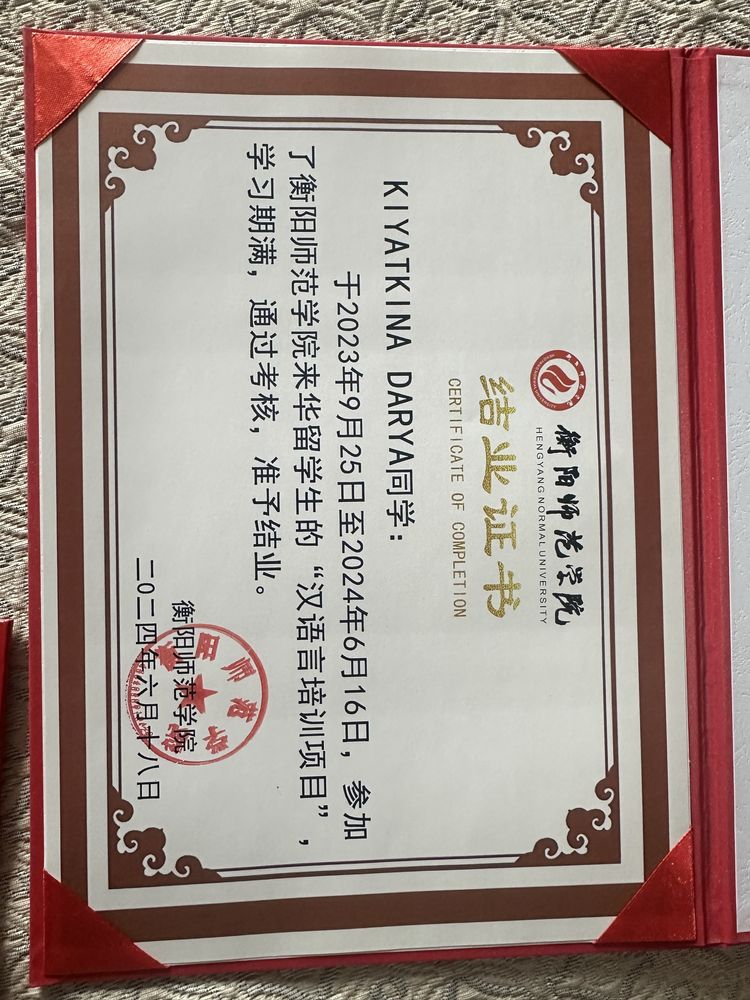 衡阳师范学院
HENGYANG NORMAL UNIVERSITY
结业证书
CERTIFICATE OF COMPLETION
KIYATKINA DARYA同学：
于2023年9月25日至2024年6月16日，参加
了衡阳师范学院来华留学生的“汉语言培训项目”，
学习期满，通过考核，准予结业。
衡阳师范学院
二〇二四年六月十八日